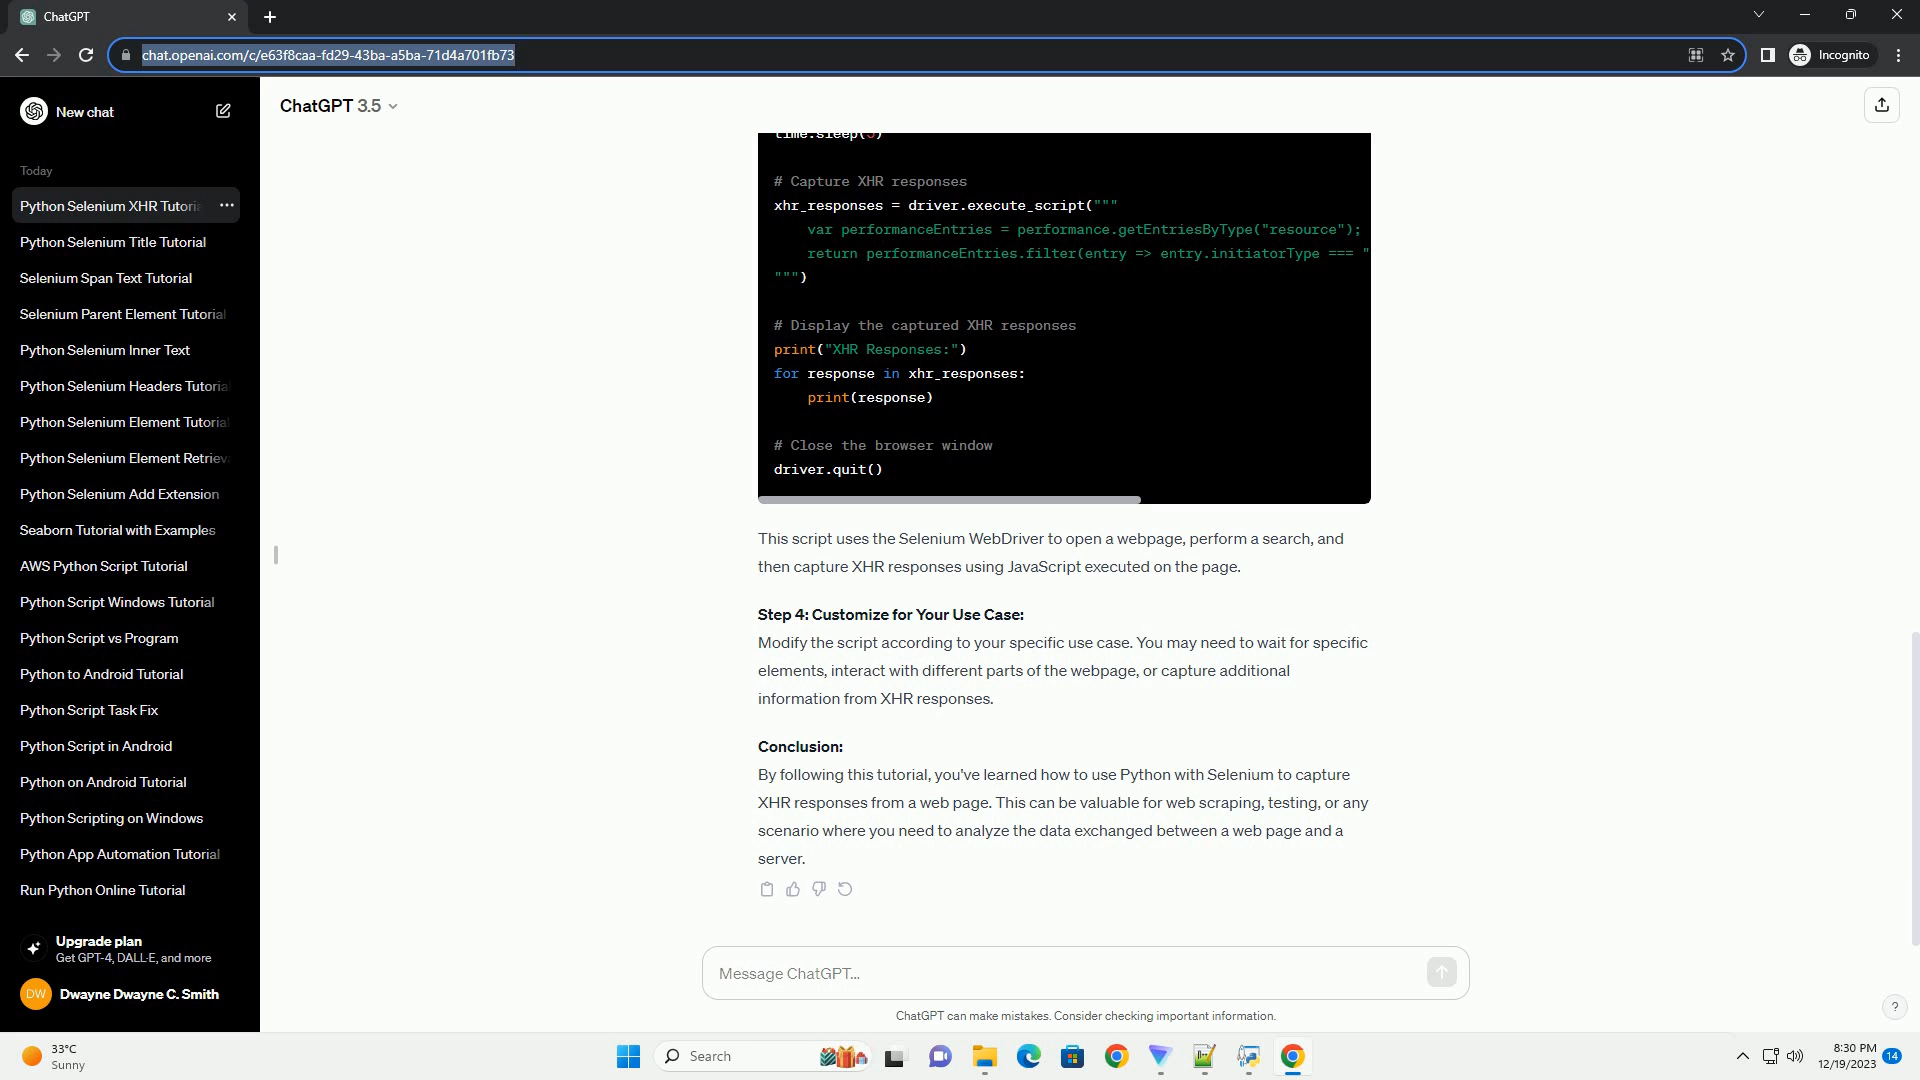 ChatGPT
chat.openai.com/c/e63f8caa-fd29-43ba-a5ba-71d4a701fb73
Incognito
New chat
Today
Python Selenium XHR Tutoria
Python Selenium Title Tutorial
Selenium Span Text Tutorial
Selenium Parent Element Tutorial
Python Selenium Inner Text
Python Selenium Headers Tutorial
Python Selenium Element Tutorial
Python Selenium Element Retriev
Python Selenium Add Extension
Seaborn Tutorial with Examples
AWS Python Script Tutorial
Python Script Windows Tutorial
Python Script vs Program
Python to Android Tutorial
Python Script Task Fix
Python Script in Android
Python on Android Tutorial
Python Scripting on Windows
Python App Automation Tutorial
Run Python Online Tutorial
Upgrade plan
Get GPT-4, DALL·E, and more
DW
Dwayne Dwayne C. Smith
ChatGPT 3.5
time.sleep(5)
# Capture XHR responses
xhr_responses = driver.execute_script("""
var performanceEntries = performance.getEntriesByType("resource");
return performanceEntries.filter(entry => entry.initiatorType === "
""")
# Display the captured XHR responses
print("XHR Responses:")
for response in xhr_responses:
print(response)
# Close the browser window
driver.quit()
This script uses the Selenium WebDriver to open a webpage, perform a search, and
then capture XHR responses using JavaScript executed on the page.
Step 4: Customize for Your Use Case:
Modify the script according to your specific use case. You may need to wait for specific
elements, interact with different parts of the webpage, or capture additional
information from XHR responses.
Conclusion:
By following this tutorial, you've learned how to use Python with Selenium to capture
XHR responses from a web page. This can be valuable for web scraping, testing, or any
scenario where you need to analyze the data exchanged between a web page and a
server.
Message ChatGPT...
ChatGPT can make mistakes. Consider checking important information.
?
33°C
Sunny
Search
8:30 PM
12/19/2023
14